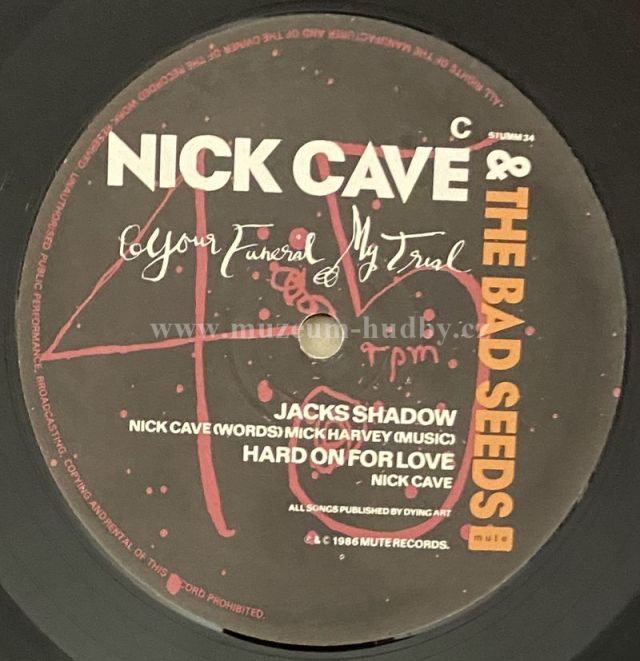 ALL RIGHTS OF THE MANUFACTURER AND OF THE OWNER OF THE RECORDED WORK RESERVED. UNAUTHORISED PUBLIC PERFORMANCE, BROADCASTING, COPYING AND RENTAL OF THIS RECORD PROHIBITED.
C
STUMM 34
NICK CAVE
& THE BAD SEEDS
Your Funeral My Trial
45
rpm
www.muzeum-hudby.cz
JACKS SHADOW
NICK CAVE (WORDS) MICK HARVEY (MUSIC)
HARD ON FOR LOVE
NICK CAVE
ALL SONGS PUBLISHED BY DYING ART
℗ & © 1986 MUTE RECORDS.
mute